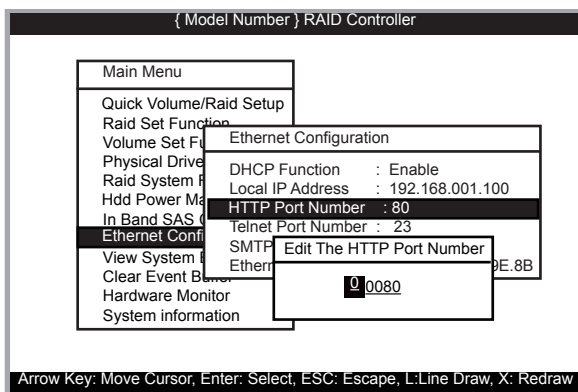 { Model Number } RAID Controller
Main Menu
Quick Volume/Raid Setup
Raid Set Function
Volume Set Fu
Physical Drive
Raid System
Hdd Power Ma
In Band SAS
Ethernet Confi
View System
Clear Event Buffer
Hardware Monitor
System information
Ethernet Configuration
DHCP Function : Enable
Local IP Address : 192.168.001.100
HTTP Port Number : 80
Telnet Port Number : 23
SMTP
Ethern 9E.8B
Edit The HTTP Port Number
0 0080
Arrow Key: Move Cursor, Enter: Select, ESC: Escape, L:Line Draw, X: Redraw